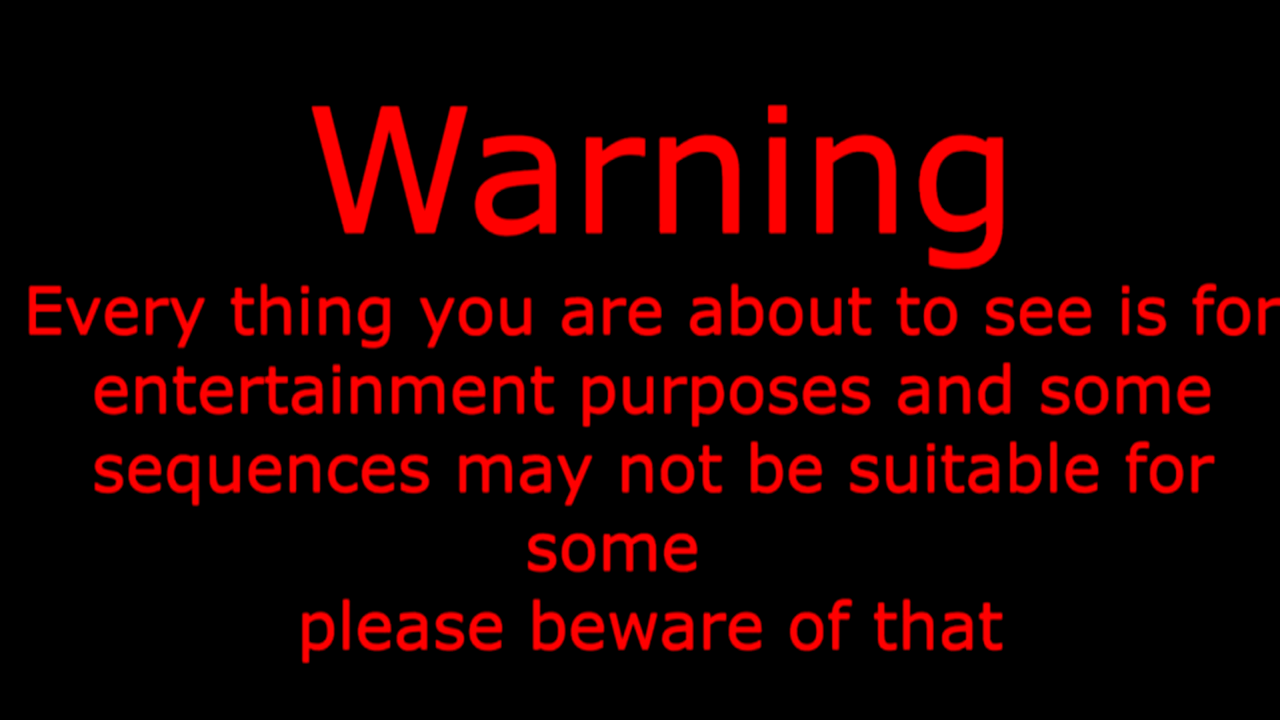 Warning
Every thing you are about to see is for
entertainment purposes and some
sequences may not be suitable for
some
please beware of that